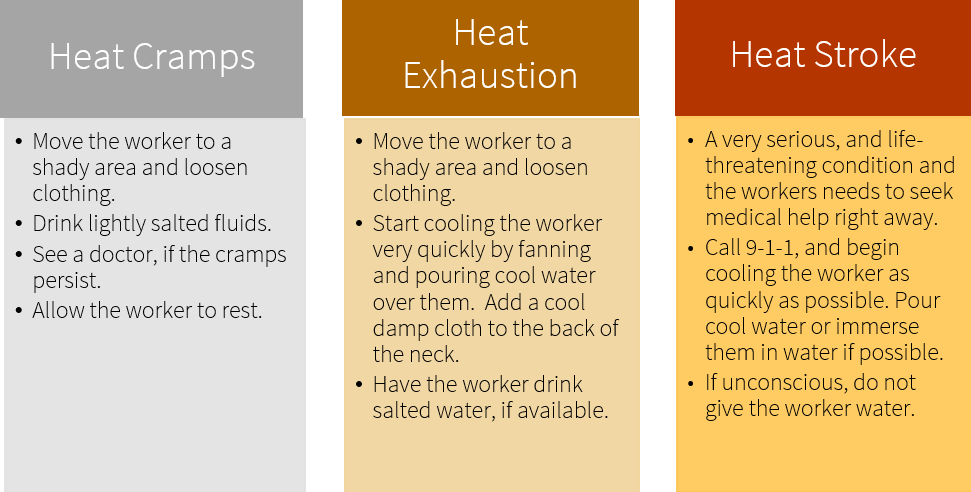 Heat Cramps
• Move the worker to a
shady area and loosen
clothing.
• Drink lightly salted fluids.
• See a doctor, if the cramps
persist.
• Allow the worker to rest.
Heat
Exhaustion
• Move the worker to a
shady area and loosen
clothing.
• Start cooling the worker
very quickly by fanning
and pouring cool water
over them.  Add a cool
damp cloth to the back of
the neck.
• Have the worker drink
salted water, if available.
Heat Stroke
• A very serious, and life-
threatening condition and
the workers needs to seek
medical help right away.
• Call 9-1-1, and begin
cooling the worker as
quickly as possible. Pour
cool water or immerse
them in water if possible.
• If unconscious, do not
give the worker water.